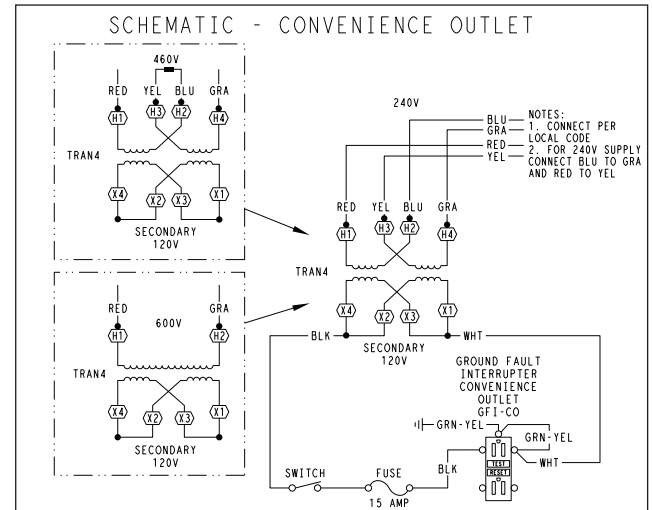 SCHEMATIC - CONVENIENCE OUTLET
460V
RED YEL BLU GRA
H1 H3 H2 H4
TRAN4
X4 X2 X3 X1
SECONDARY
120V
RED GRA
600V
H1 H2
TRAN4
X4 X2 X3 X1
SECONDARY
120V
240V
BLU
GRA
RED
YEL
NOTES:
1. CONNECT PER
LOCAL CODE
2. FOR 240V SUPPLY
CONNECT BLU TO GRA
AND RED TO YEL
RED YEL BLU GRA
H1 H3 H2 H4
TRAN4
X4 X2 X3 X1
BLK WHT
SECONDARY
120V
GROUND FAULT
INTERRUPTER
CONVENIENCE
OUTLET
GFI-CO
GRN-YEL
GRN-YEL
WHT
TEST
RESET
BLK
SWITCH FUSE
15 AMP